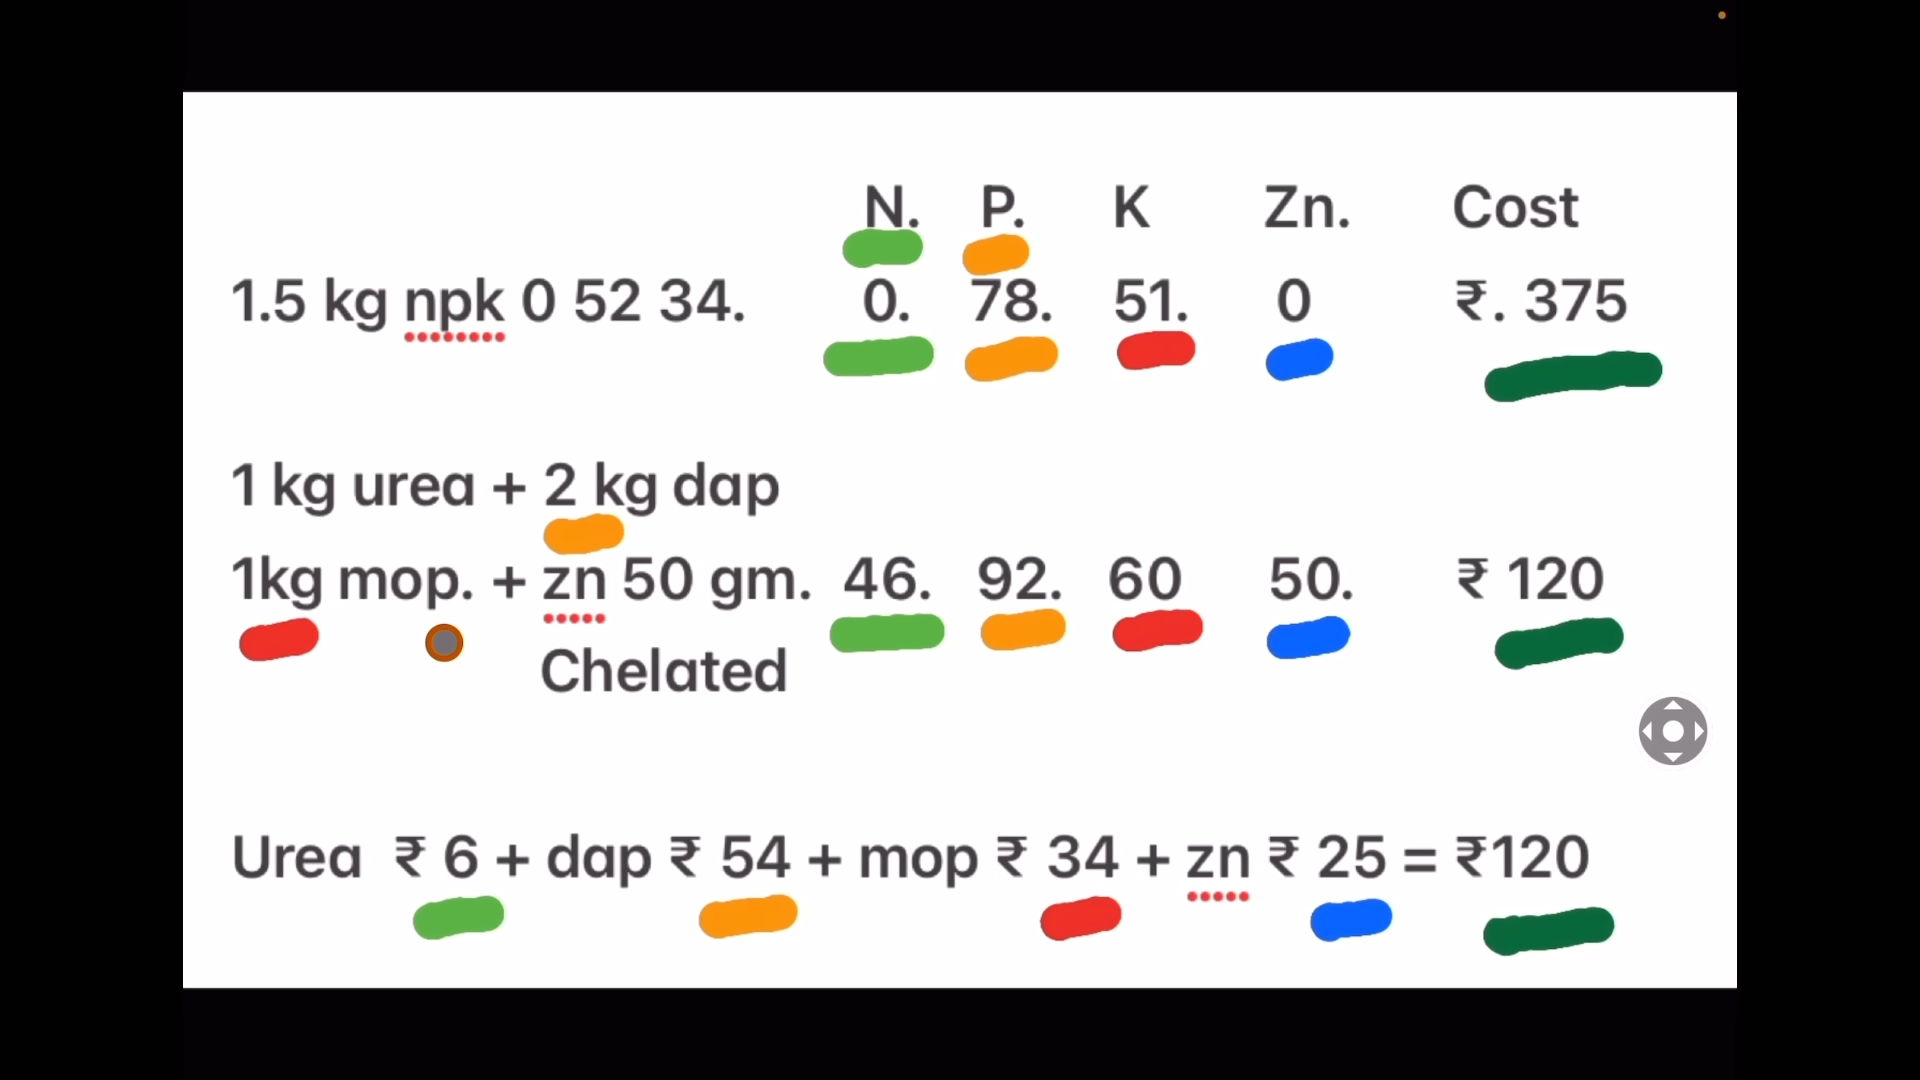 N. P. K Zn. Cost
1.5 kg npk 0 52 34. 0. 78. 51. 0 ₹. 375
1 kg urea + 2 kg dap
1kg mop. + zn 50 gm. 46. 92. 60 50. ₹ 120
Chelated
Urea ₹ 6 + dap ₹ 54 + mop ₹ 34 + zn ₹ 25 = ₹120